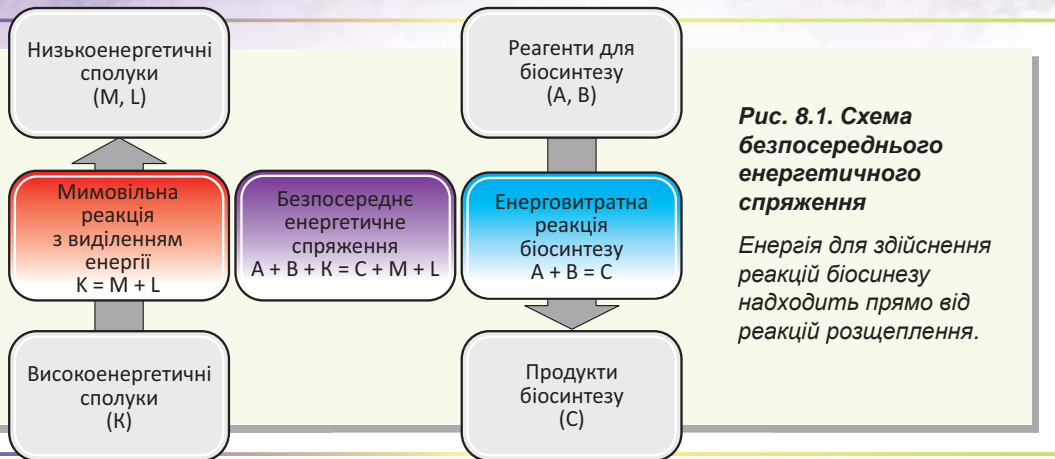 Низькоенергетичні
сполуки
(M, L)
Мимовільна
реакція
з виділенням
енергії
K = M + L
Високоенергетичні
сполуки
(К)
Безпосереднє
енергетичне
спряження
A + B + К = C + M + L
Реагенти для
біосинтезу
(A, B)
Енерговитратна
реакція
біосинтезу
A + B = C
Продукти
біосинтезу
(C)
Рис. 8.1. Схема
безпосереднього
енергетичного
спряження
Енергія для здійснення
реакцій біосинезу
надходить прямо від
реакцій розщеплення.